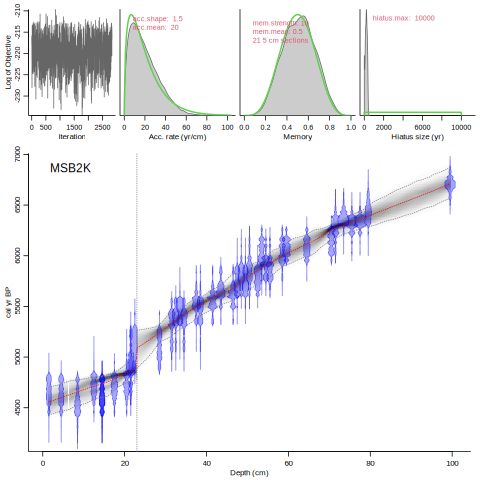 Log of Objective
-230 -225 -220 -215 -210
0 500 1500 2500
Iteration
acc.shape: 1.5
acc.mean: 20
0 20 40 60 80 100
Acc. rate (yr/cm)
mem.strength: 10
mem.mean: 0.5
21 5 cm sections
0.0 0.2 0.4 0.6 0.8 1.0
Memory
hiatus.max: 10000
0 2000 6000 10000
Hiatus size (yr)
MSB2K
cal yr BP
4500 5000 5500 6000 6500 7000
0 20 40 60 80 100
Depth (cm)